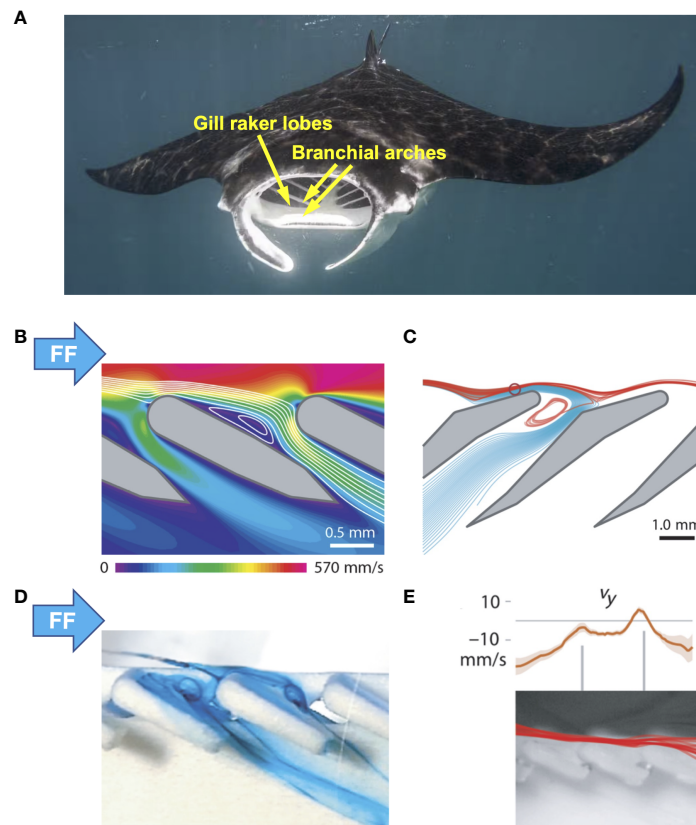 A
Gill raker lobes
Branchial arches
B
FF
C
0.5 mm
1.0 mm
0
570 mm/s
D
FF
E
vy
10
−10
mm/s